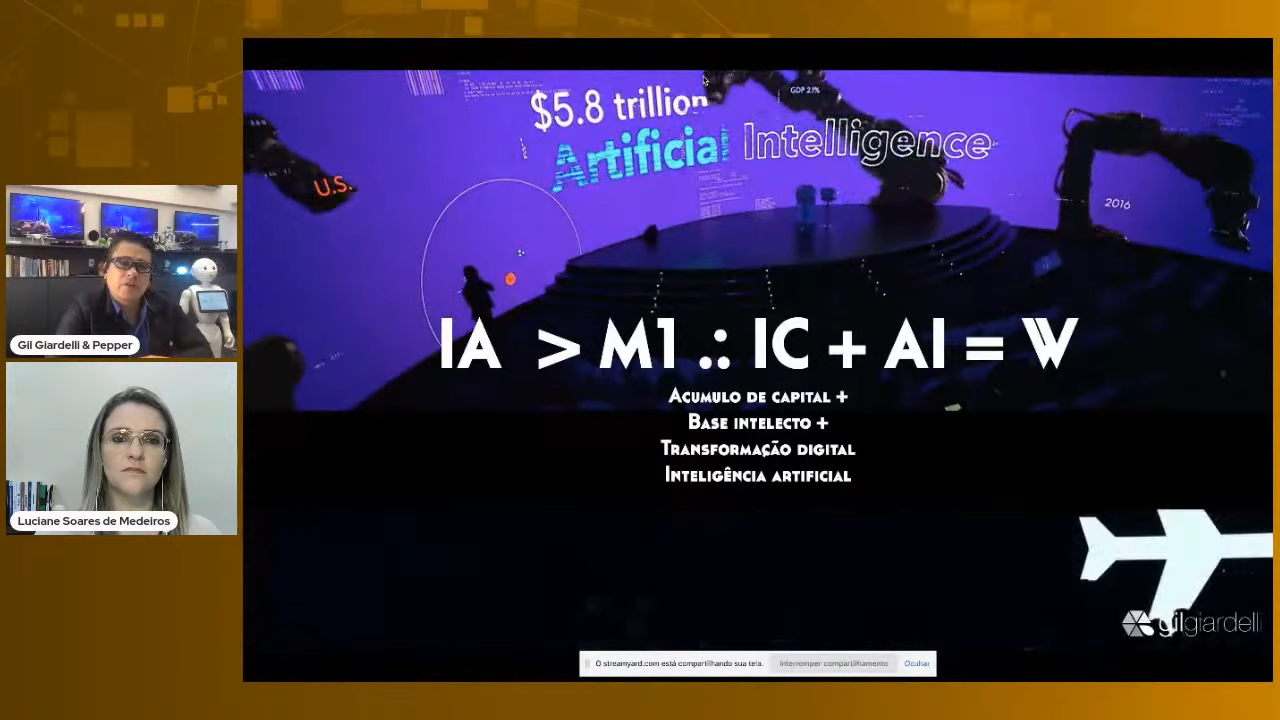 $5.8 trillion
GDP 2.1%
Artificial Intelligence
U.S.
2016
IA > M1 .: IC + AI = W
ACUMULO DE CAPITAL +
BASE INTELECTO +
TRANSFORMAÇÃO DIGITAL
INTELIGÊNCIA ARTIFICIAL
Gil Giardelli & Pepper
Luciane Soares de Medeiros
gilgiardelli
O streamyard.com está compartilhando sua tela.
Interromper compartilhamento
Ocultar